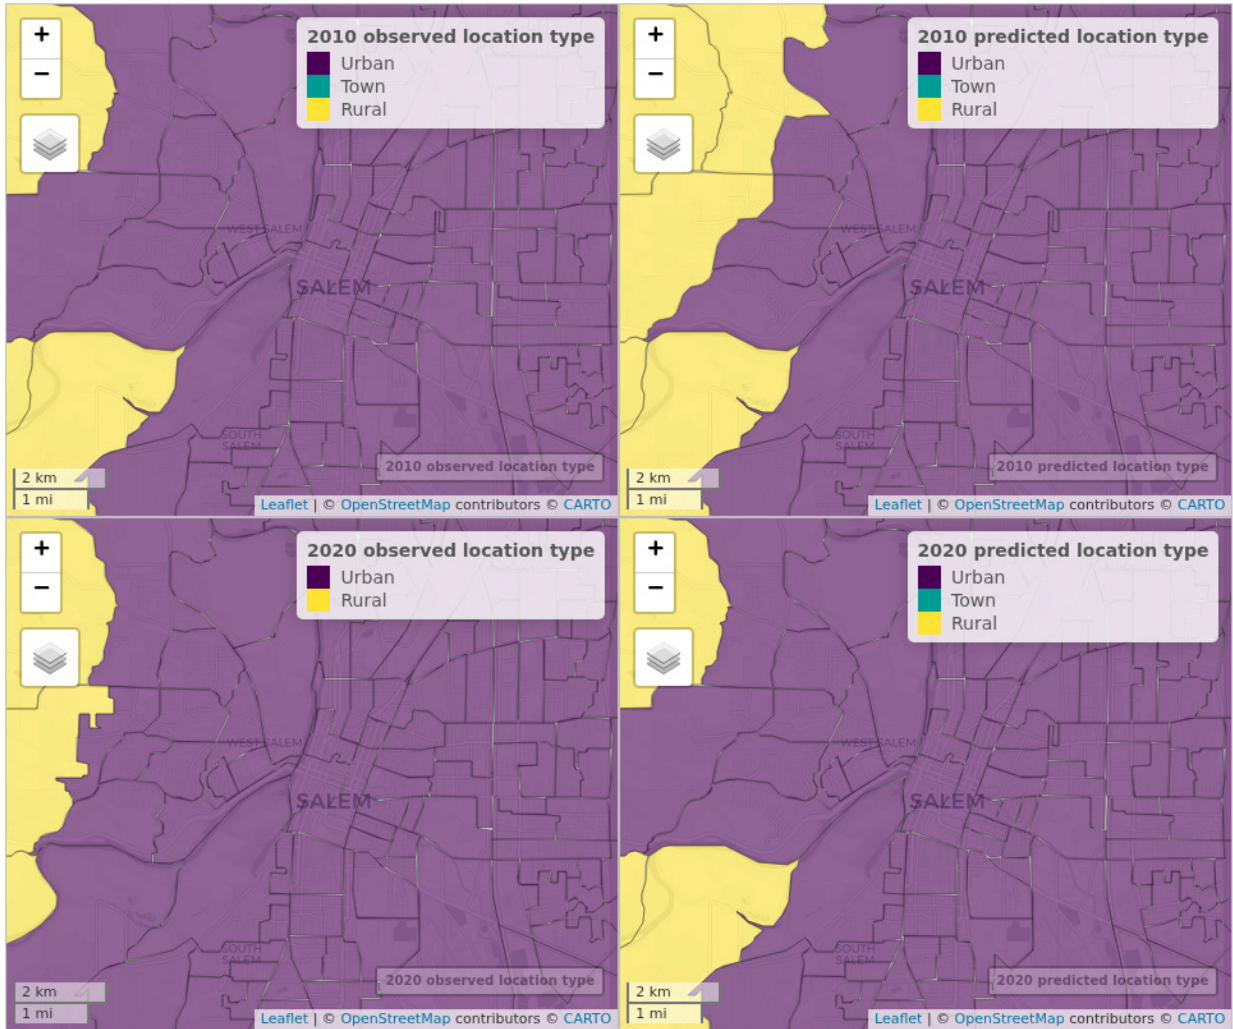 +
−
2010 observed location type
Urban
Town
Rural
WEST SALEM
SALEM
SOUTH
SALEM
2010 observed location type
2 km
1 mi
Leaflet | © OpenStreetMap contributors © CARTO
+
−
2010 predicted location type
Urban
Town
Rural
WEST SALEM
SALEM
SOUTH
SALEM
2010 predicted location type
2 km
1 mi
Leaflet | © OpenStreetMap contributors © CARTO
+
−
2020 observed location type
Urban
Rural
WEST SALEM
SALEM
SOUTH
SALEM
2020 observed location type
2 km
1 mi
Leaflet | © OpenStreetMap contributors © CARTO
+
−
2020 predicted location type
Urban
Town
Rural
WEST SALEM
SALEM
SOUTH
SALEM
2020 predicted location type
2 km
1 mi
Leaflet | © OpenStreetMap contributors © CARTO